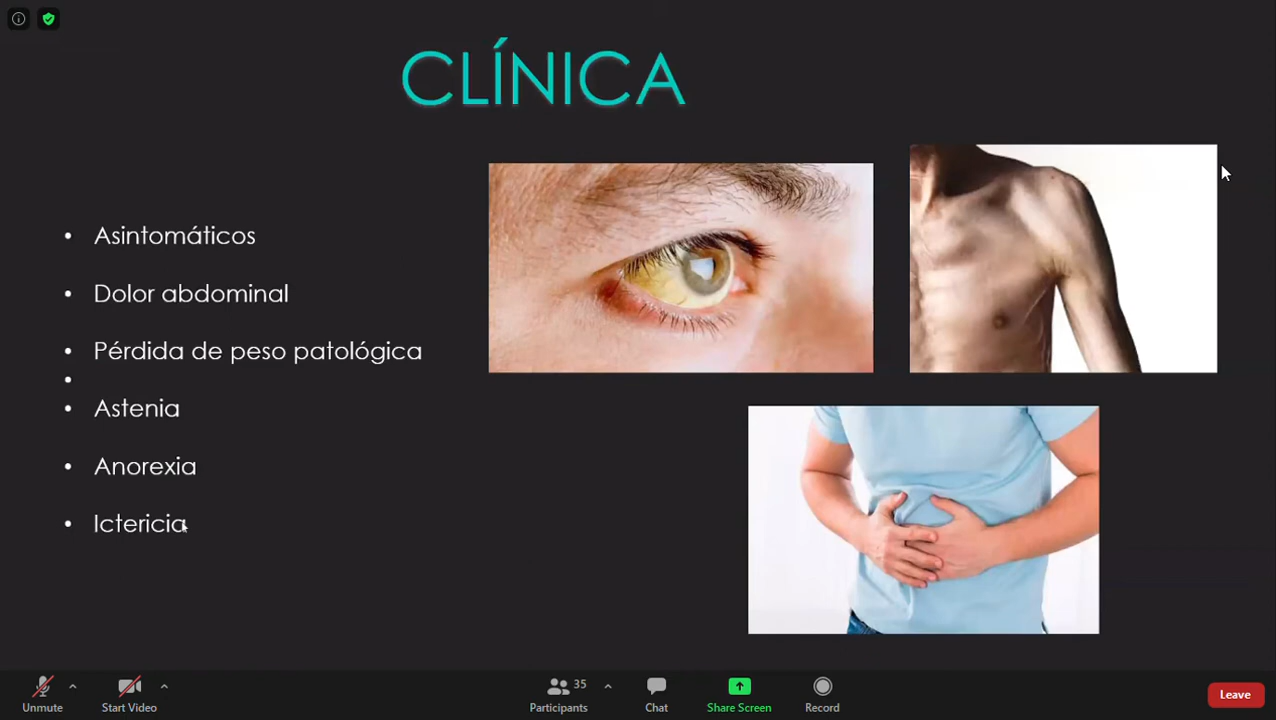 CLÍNICA
• Asintomáticos
• Dolor abdominal
• Pérdida de peso patológica
•
• Astenia
• Anorexia
• Ictericia
Unmute
Start Video
35
Participants
Chat
Share Screen
Record
Leave